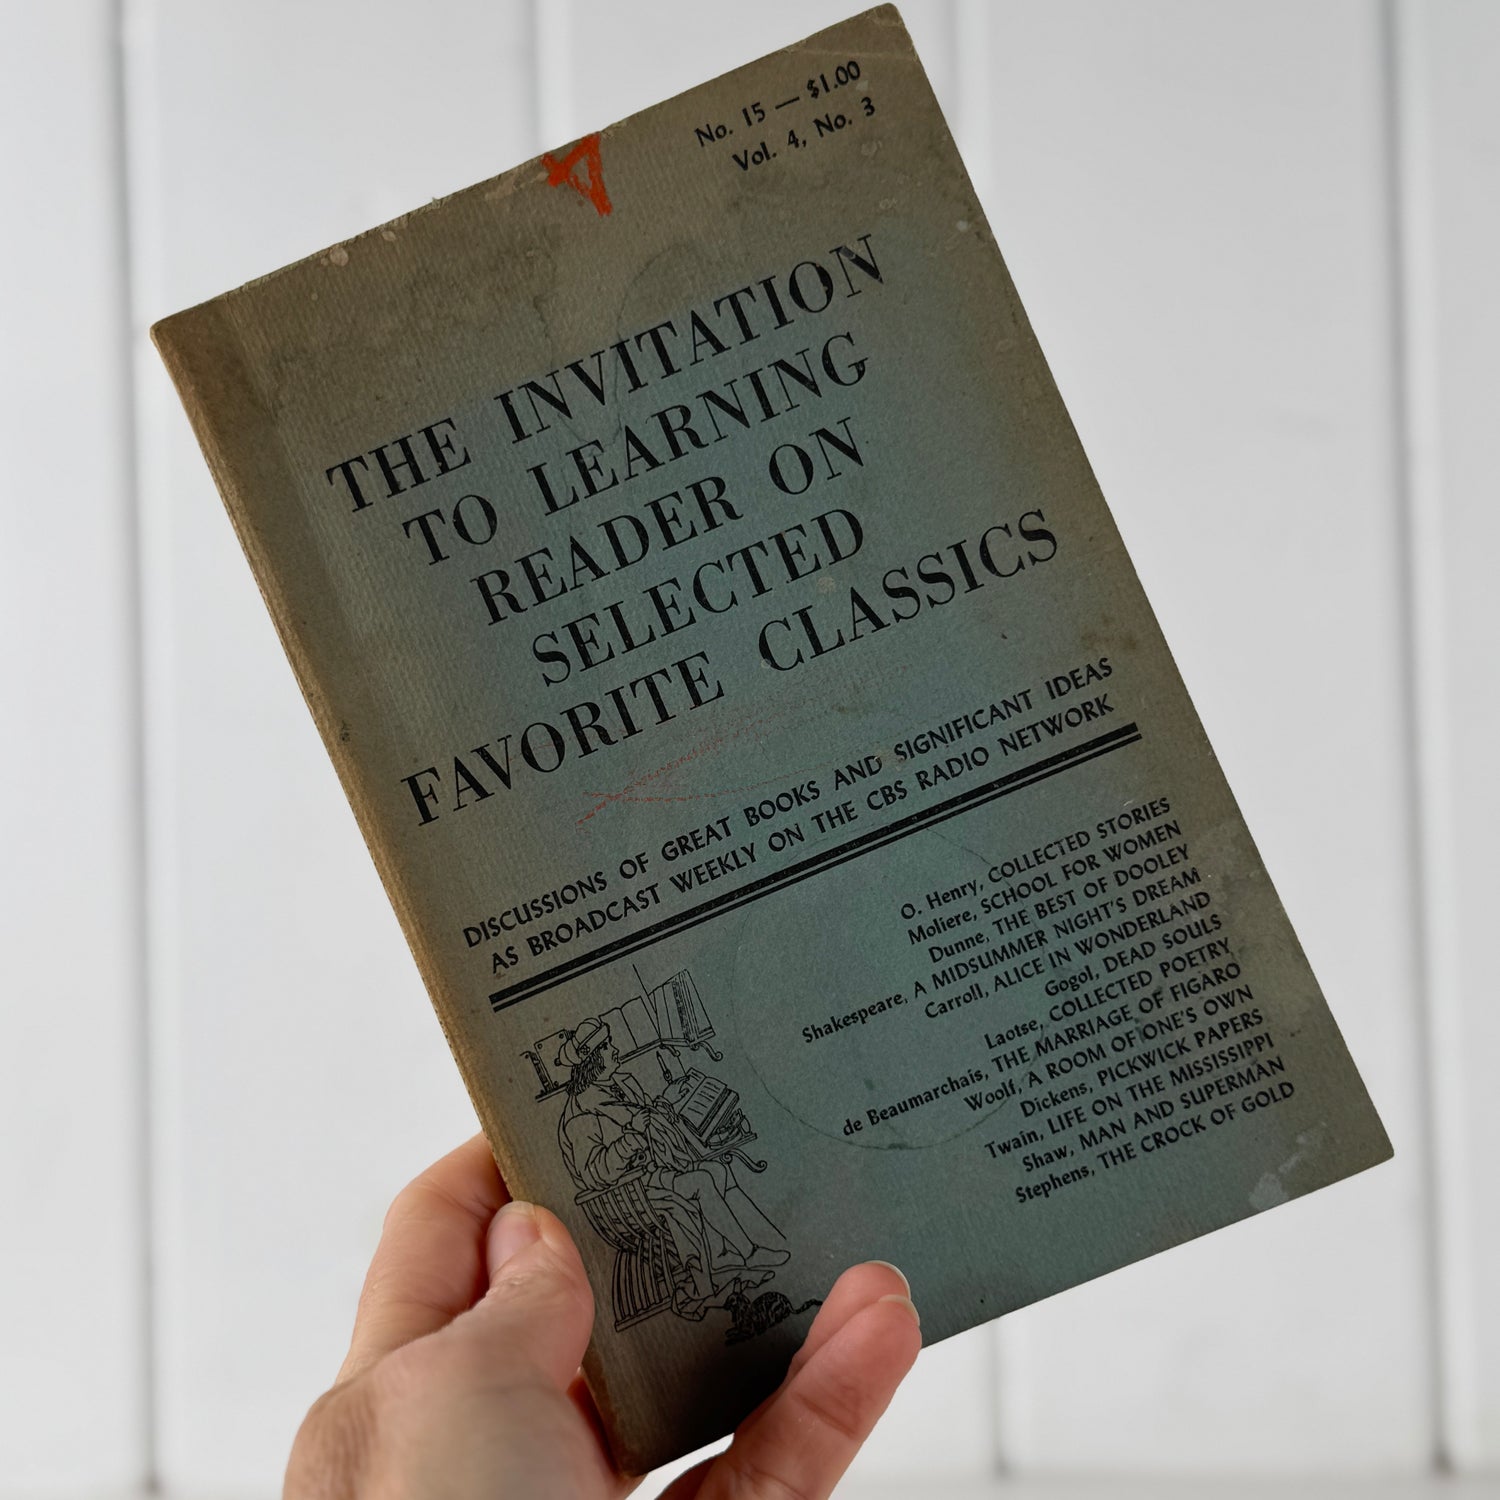 No. 15 — $1.00
Vol. 4, No. 3
THE INVITATION
TO LEARNING
READER ON
SELECTED
FAVORITE CLASSICS
DISCUSSIONS OF GREAT BOOKS AND SIGNIFICANT IDEAS
AS BROADCAST WEEKLY ON THE CBS RADIO NETWORK
O. Henry, COLLECTED STORIES
Moliere, SCHOOL FOR WOMEN
Dunne, THE BEST OF DOOLEY
Shakespeare, A MIDSUMMER NIGHT'S DREAM
Carroll, ALICE IN WONDERLAND
Gogol, DEAD SOULS
Laotse, COLLECTED POETRY
de Beaumarchais, THE MARRIAGE OF FIGARO
Woolf, A ROOM OF ONE'S OWN
Dickens, PICKWICK PAPERS
Twain, LIFE ON THE MISSISSIPPI
Shaw, MAN AND SUPERMAN
Stephens, THE CROCK OF GOLD